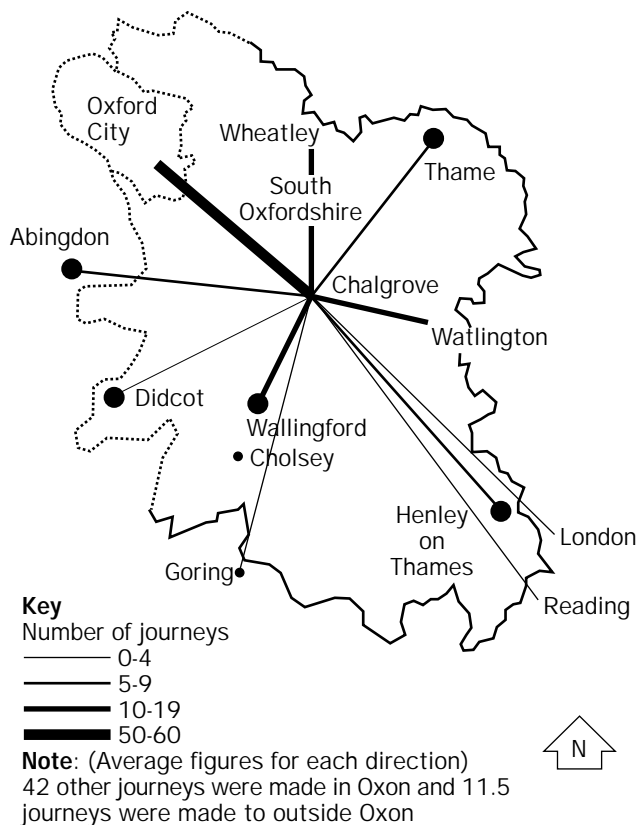 Oxford
City
Wheatley
Thame
South
Oxfordshire
Abingdon
Chalgrove
Watlington
Didcot
Wallingford
Cholsey
Henley
on
Thames
London
Goring
Reading
Key
Number of journeys
0-4
5-9
10-19
50-60
N
Note: (Average figures for each direction)
42 other journeys were made in Oxon and 11.5
journeys were made to outside Oxon